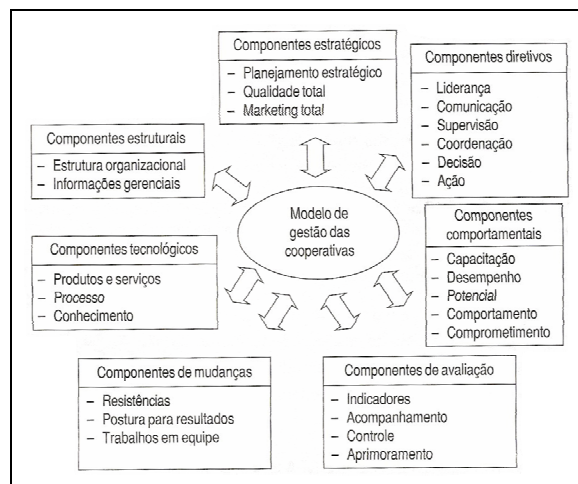 Componentes estratégicos
– Planejamento estratégico
– Qualidade total
– Marketing total
Componentes diretivos
– Liderança
– Comunicação
– Supervisão
– Coordenação
– Decisão
– Ação
Componentes estruturais
– Estrutura organizacional
– Informações gerenciais
Modelo de
gestão das
cooperativas
Componentes
comportamentais
– Capacitação
– Desempenho
– Potencial
– Comportamento
– Comprometimento
Componentes tecnológicos
– Produtos e serviços
– Processo
– Conhecimento
Componentes de mudanças
– Resistências
– Postura para resultados
– Trabalhos em equipe
Componentes de avaliação
– Indicadores
– Acompanhamento
– Controle
– Aprimoramento